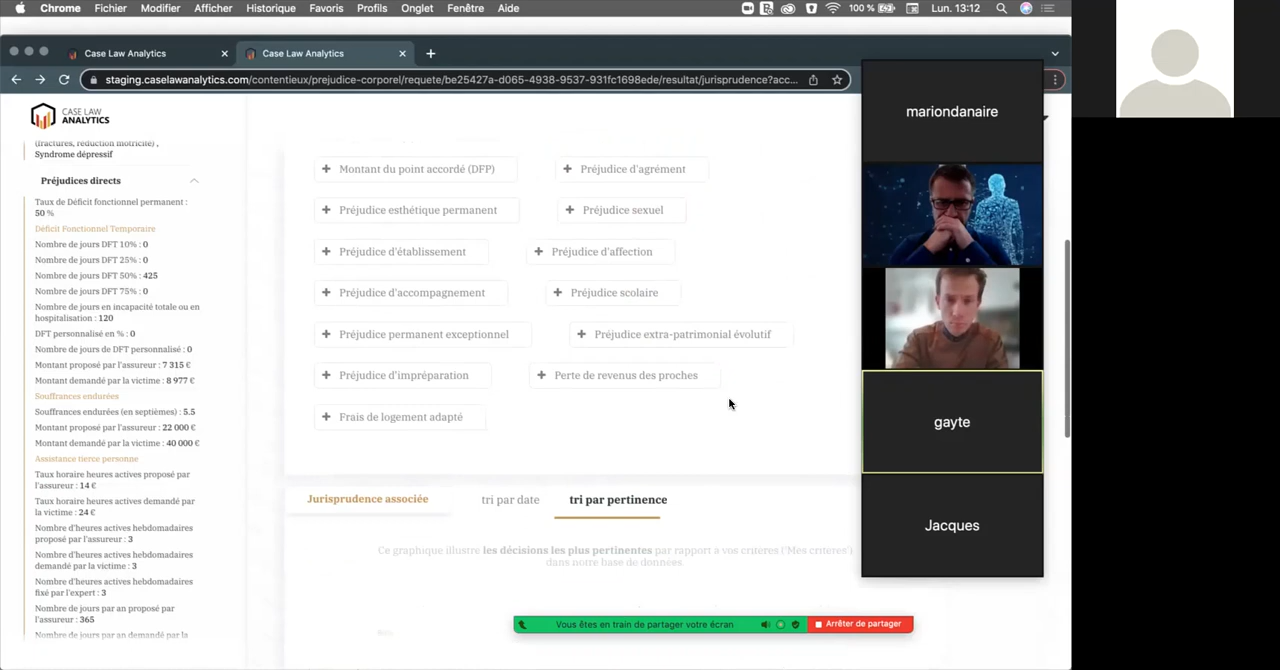 Chrome Fichier Modifier Afficher Historique Favoris Profils Onglet Fenêtre Aide 100 % Lun. 13:12
Case Law Analytics Case Law Analytics
staging.caselawanalytics.com/contentieux/prejudice-corporel/requete/be25427a-d065-4938-9537-931fc1698ede/resultat/jurisprudence?acc...
CASE LAW
ANALYTICS
(fractures, réduction motricité) ,
Syndrome dépressif
Préjudices directs
Taux de Déficit fonctionnel permanent :
50 %
Déficit Fonctionnel Temporaire
Nombre de jours DFT 10% : 0
Nombre de jours DFT 25% : 0
Nombre de jours DFT 50% : 425
Nombre de jours DFT 75% : 0
Nombre de jours en incapacité totale ou en
hospitalisation : 120
DFT personnalisé en % : 0
Nombre de jours de DFT personnalisé : 0
Montant proposé par l'assureur : 7 315 €
Montant demandé par la victime : 8 977 €
Souffrances endurées
Souffrances endurées (en septièmes) : 5.5
Montant proposé par l'assureur : 22 000 €
Montant demandé par la victime : 40 000 €
Assistance tierce personne
Taux horaire heures actives proposé par
l'assureur : 14 €
Taux horaire heures actives demandé par
la victime : 24 €
Nombre d'heures actives hebdomadaires
proposé par l'assureur : 3
Nombre d'heures actives hebdomadaires
demandé par la victime : 3
Nombre d'heures actives hebdomadaires
fixé par l'expert : 3
Nombre de jours par an proposé par
l'assureur : 365
Nombre de jours par an demandé par la
+ Montant du point accordé (DFP) + Préjudice d'agrément
+ Préjudice esthétique permanent + Préjudice sexuel
+ Préjudice d'établissement + Préjudice d'affection
+ Préjudice d'accompagnement + Préjudice scolaire
+ Préjudice permanent exceptionnel + Préjudice extra-patrimonial évolutif
+ Préjudice d'impréparation + Perte de revenus des proches
+ Frais de logement adapté
Jurisprudence associée tri par date tri par pertinence
Ce graphique illustre les décisions les plus pertinentes par rapport à vos critères ('Mes critères')
dans notre base de données
Vous êtes en train de partager votre écran Arrêter de partager
mariondanaire
gayte
Jacques